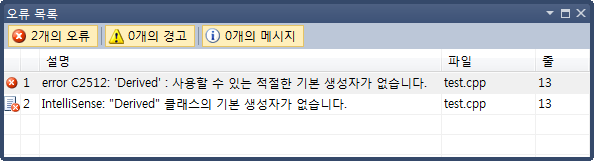 오류 목록
2개의 오류 0개의 경고 0개의 메시지
설명 파일 줄
1 error C2512: 'Derived' : 사용할 수 있는 적절한 기본 생성자가 없습니다. test.cpp 13
2 IntelliSense: "Derived" 클래스의 기본 생성자가 없습니다. test.cpp 13